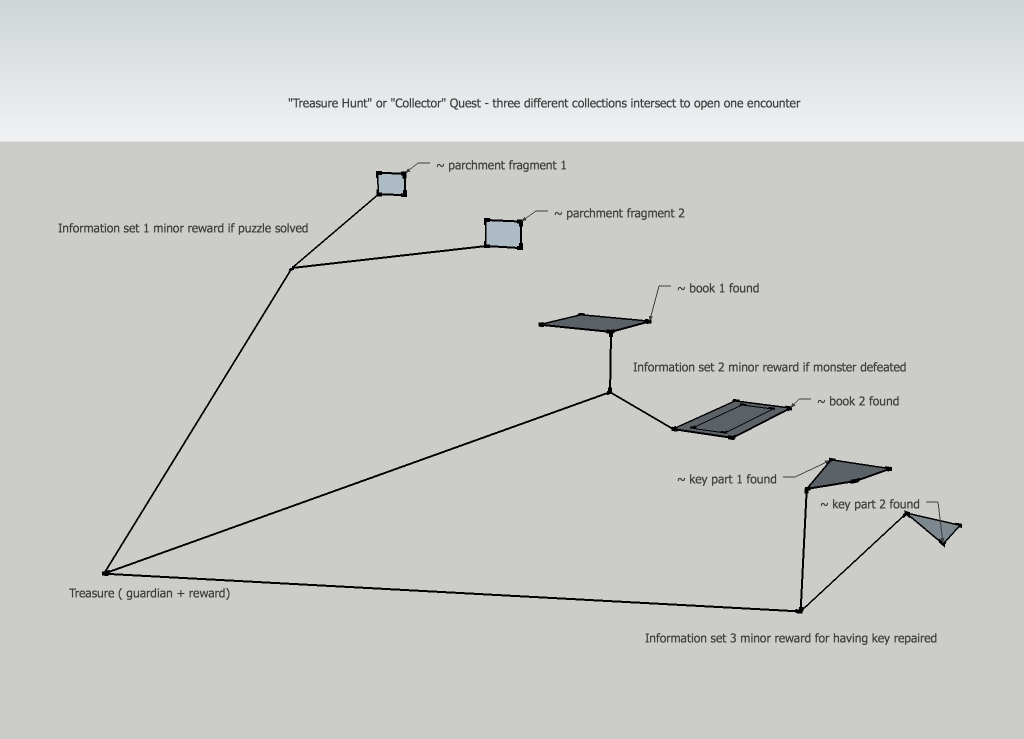 "Treasure Hunt" or "Collector" Quest - three different collections intersect to open one encounter
~ parchment fragment 1
~ parchment fragment 2
Information set 1 minor reward if puzzle solved
~ book 1 found
Information set 2 minor reward if monster defeated
~ book 2 found
~ key part 1 found
~ key part 2 found
Treasure ( guardian + reward)
Information set 3 minor reward for having key repaired